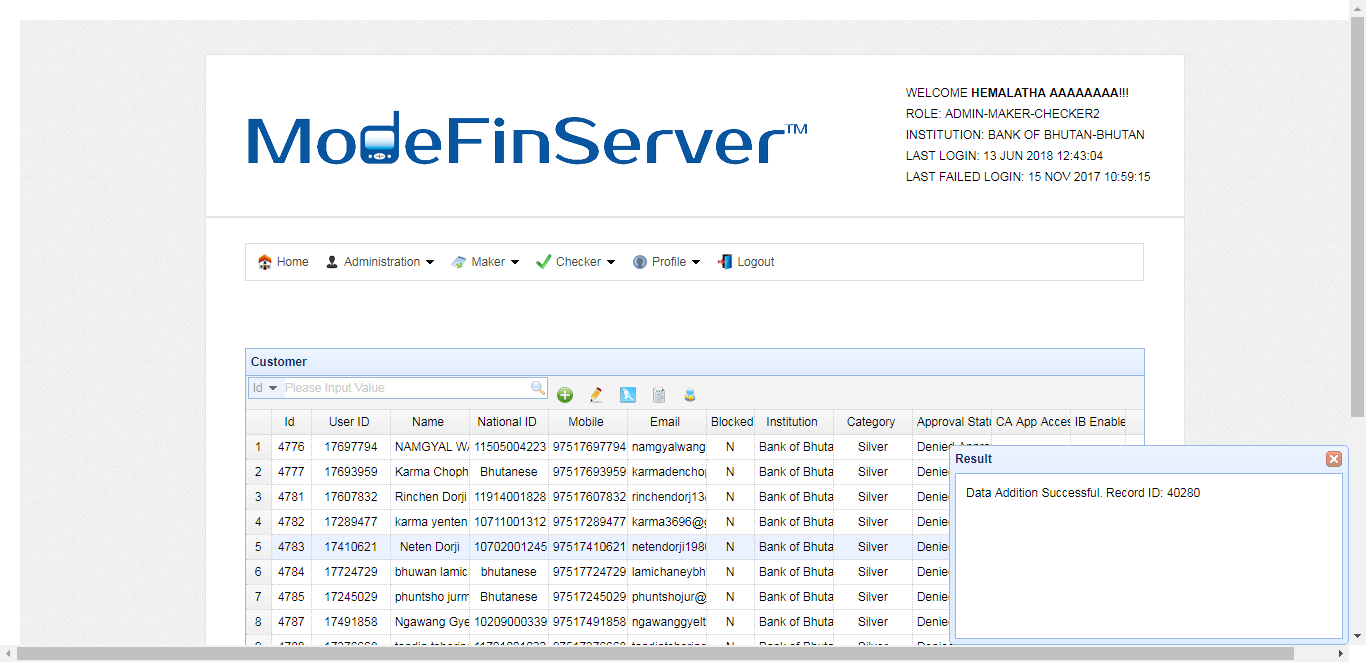 WELCOME HEMALATHA AAAAAAAA!!!
ModeFinServer™
ROLE: ADMIN-MAKER-CHECKER2
INSTITUTION: BANK OF BHUTAN-BHUTAN
LAST LOGIN: 13 JUN 2018 12:43:04
LAST FAILED LOGIN: 15 NOV 2017 10:59:15
Home Administration Maker Checker Profile Logout
Customer
Id Please Input Value
Id User ID Name National ID Mobile Email Blocked Institution Category Approval Statu CA App Acces IB Enable
1 4776 17697794 NAMGYAL WA 11505004223 97517697794 namgyalwang N Bank of Bhuta Silver Denied
2 4777 17693959 Karma Choph Bhutanese 97517693959 karmadencho N Bank of Bhuta Silver Denied
3 4781 17607832 Rinchen Dorji 11914001828 97517607832 rinchendorj13 N Bank of Bhuta Silver Denied
4 4782 17289477 karma yenten 10711001312 97517289477 karma3696@ N Bank of Bhuta Silver Denied
5 4783 17410621 Neten Dorji 10702001245 97517410621 netendorji198 N Bank of Bhuta Silver Denied
6 4784 17724729 bhuwan lamic bhutanese 97517724729 lamichaneybh N Bank of Bhuta Silver Denied
7 4785 17245029 phuntsho jurm Bhutanese 97517245029 phuntshojur@ N Bank of Bhuta Silver Denied
8 4787 17491858 Ngawang Gye 10209000339 97517491858 ngawanggyelt N Bank of Bhuta Silver Denied
Result
Data Addition Successful. Record ID: 40280